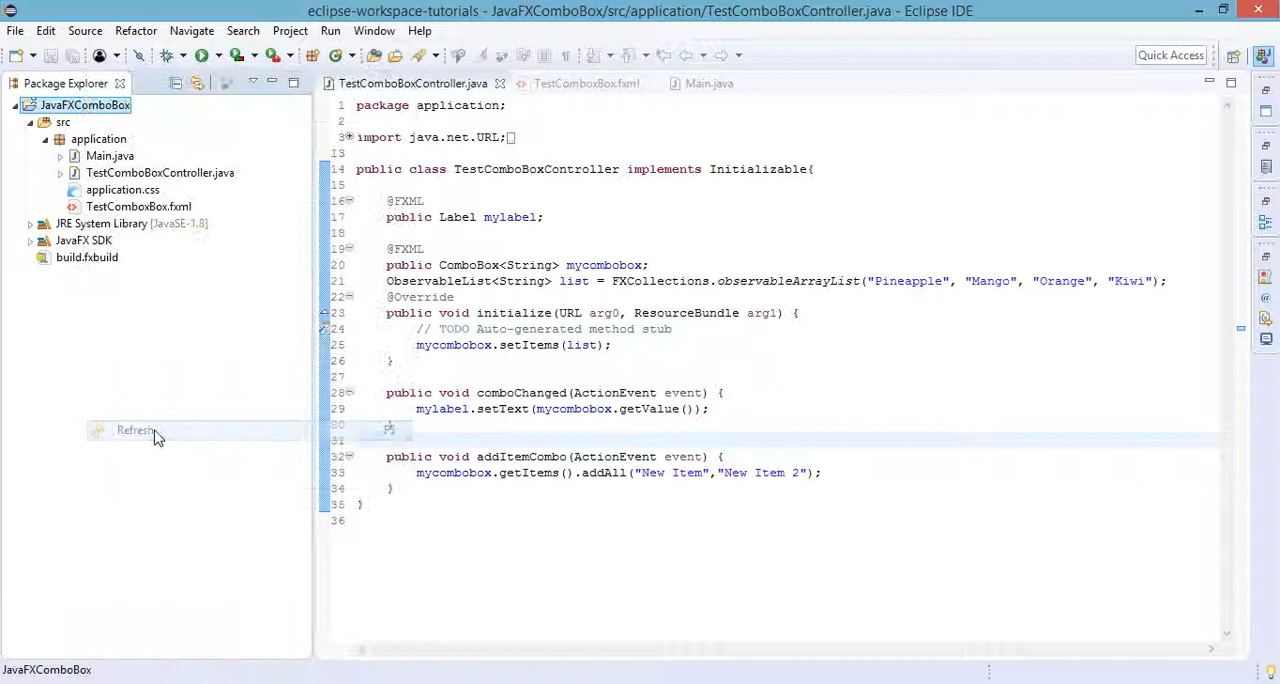 eclipse-workspace-tutorials - JavaFXComboBox/src/application/TestComboBoxController.java - Eclipse IDE
File Edit Source Refactor Navigate Search Project Run Window Help
Quick Access
Package Explorer
JavaFXComboBox
src
application
Main.java
TestComboBoxController.java
application.css
TestComboxBox.fxml
JRE System Library [JavaSE-1.8]
JavaFX SDK
build.fxbuild
Refresh
TestComboBoxController.java TestComboxBox.fxml Main.java
1 package application;
2
3 import java.net.URL;
13
14 public class TestComboBoxController implements Initializable{
15
16 @FXML
17 public Label mylabel;
18
19 @FXML
20 public ComboBox<String> mycombobox;
21 ObservableList<String> list = FXCollections.observableArrayList("Pineapple", "Mango", "Orange", "Kiwi");
22 @Override
23 public void initialize(URL arg0, ResourceBundle arg1) {
24 // TODO Auto-generated method stub
25 mycombobox.setItems(list);
26 }
27
28 public void comboChanged(ActionEvent event) {
29 mylabel.setText(mycombobox.getValue());
30 }
31
32 public void addItemCombo(ActionEvent event) {
33 mycombobox.getItems().addAll("New Item","New Item 2");
34 }
35 }
36
JavaFXComboBox